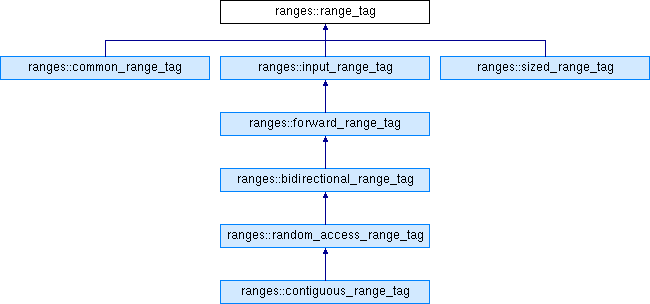 ranges::range_tag
ranges::common_range_tag
ranges::input_range_tag
ranges::sized_range_tag
ranges::forward_range_tag
ranges::bidirectional_range_tag
ranges::random_access_range_tag
ranges::contiguous_range_tag